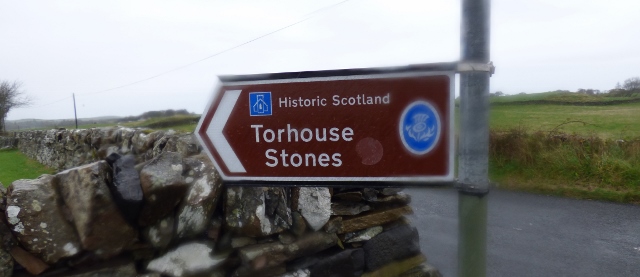 Historic Scotland
Torhouse
Stones